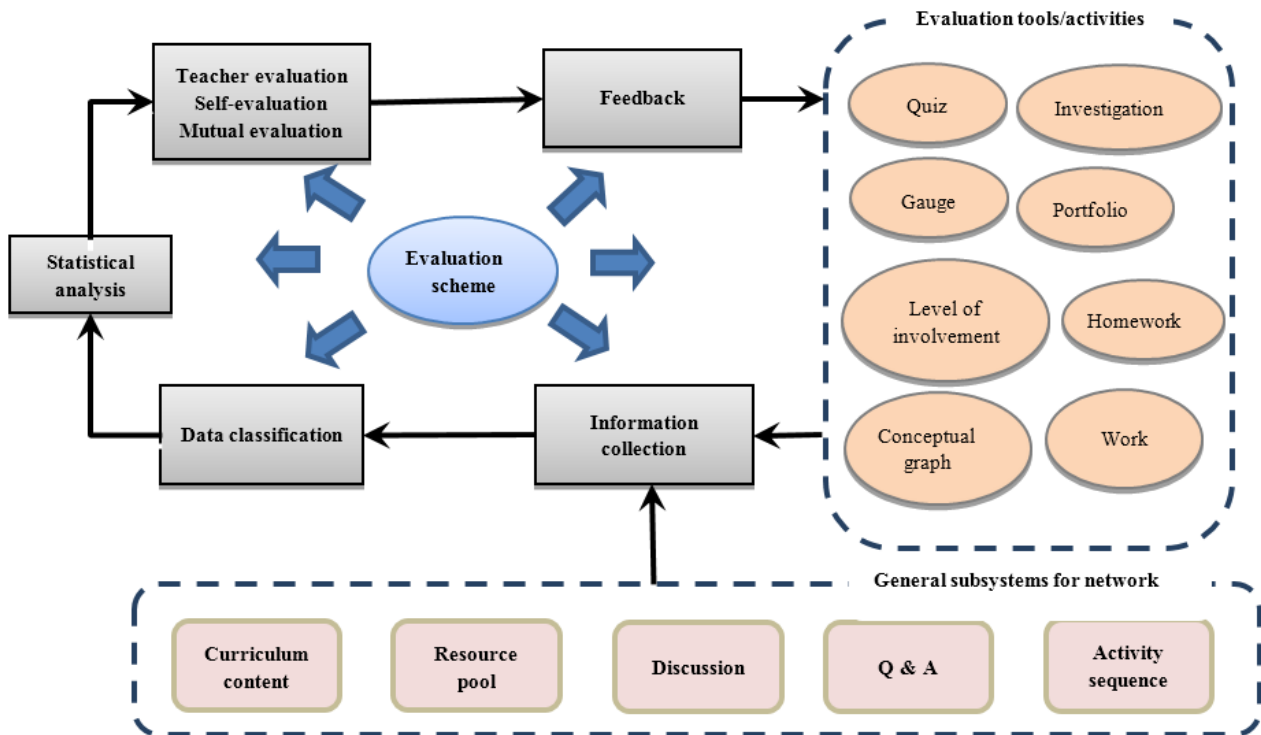 Evaluation tools/activities
Teacher evaluation
Self-evaluation
Mutual evaluation
Feedback
Quiz
Investigation
Gauge
Portfolio
Statistical
analysis
Evaluation
scheme
Level of
involvement
Homework
Data classification
Information
collection
Conceptual
graph
Work
General subsystems for network
Curriculum
content
Resource
pool
Discussion
Q & A
Activity
sequence